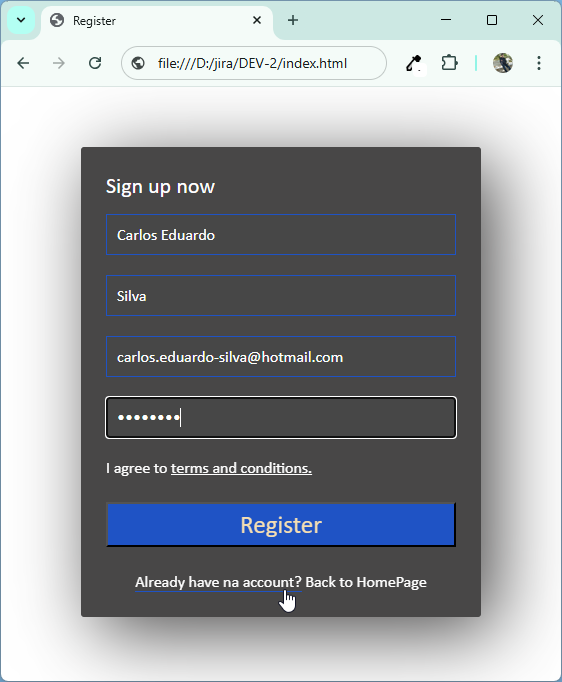 Register
file:///D:/jira/DEV-2/index.html
Sign up now
Carlos Eduardo
Silva
carlos.eduardo-silva@hotmail.com
••••••••
I agree to terms and conditions.
Register
Already have na account? Back to HomePage